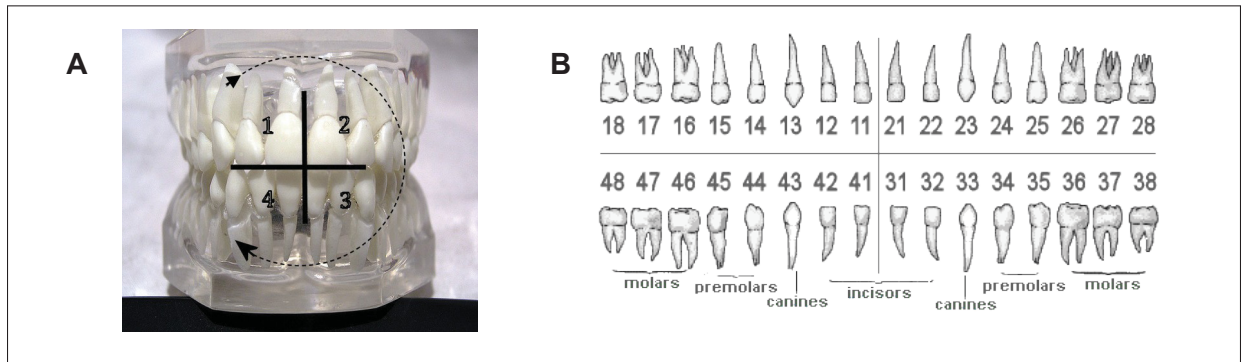 A
B
1 2
4 3
18 17 16 15 14 13 12 11 21 22 23 24 25 26 27 28
48 47 46 45 44 43 42 41 31 32 33 34 35 36 37 38
molars premolars canines incisors canines premolars molars